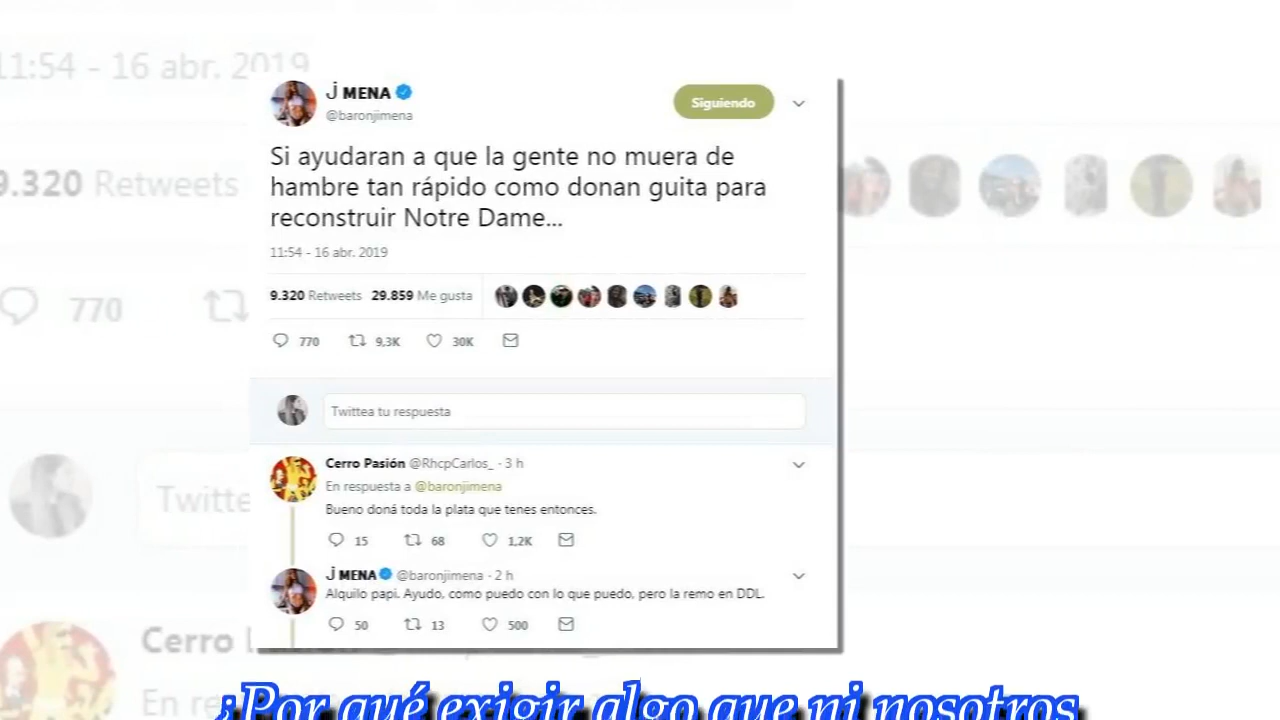 11:54 - 16 abr. 2019
J MENA
@baronjimena
Siguiendo
Si ayudaran a que la gente no muera de
hambre tan rápido como donan guita para
reconstruir Notre Dame...
11:54 - 16 abr. 2019
9.320 Retweets 29.859 Me gusta
770 9,3K 30K
Twittea tu respuesta
Cerro Pasión @RhcpCarlos_ · 3 h
En respuesta a @baronjimena
Bueno doná toda la plata que tenes entonces.
15 68 1,2K
J MENA @baronjimena · 2 h
Alquilo papi. Ayudo, como puedo con lo que puedo, pero la remo en DDL.
50 13 500
9.320 Retweets
770
Twitte
Cerro
En re
¿Por qué exigir algo que ni nosotros